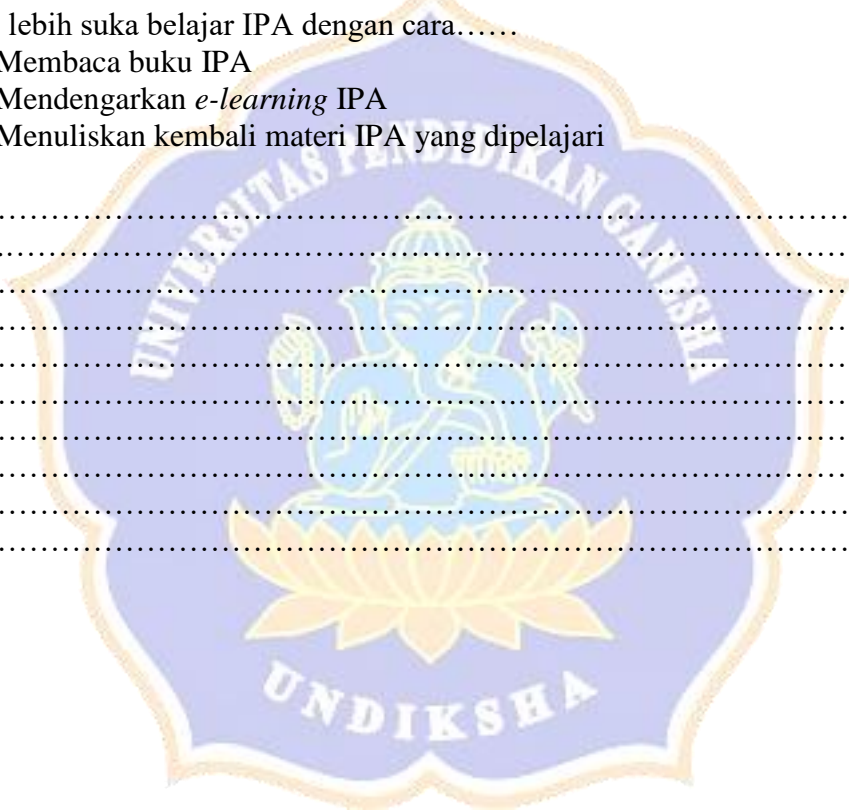 lebih suka belajar IPA dengan cara……
Membaca buku IPA
Mendengarkan e-learning IPA
Menuliskan kembali materi IPA yang dipelajari
UNIVERSITAS PENDIDIKAN GANESHA
UNDIKSHA